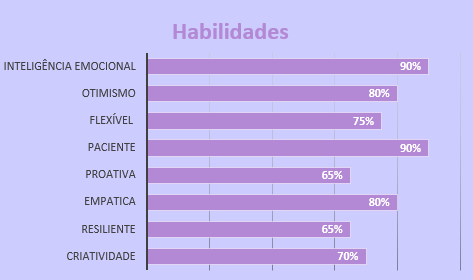 Habilidades
INTELIGÊNCIA EMOCIONAL 90%
OTIMISMO 80%
FLEXÍVEL 75%
PACIENTE 90%
PROATIVA 65%
EMPATICA 80%
RESILIENTE 65%
CRIATIVIDADE 70%